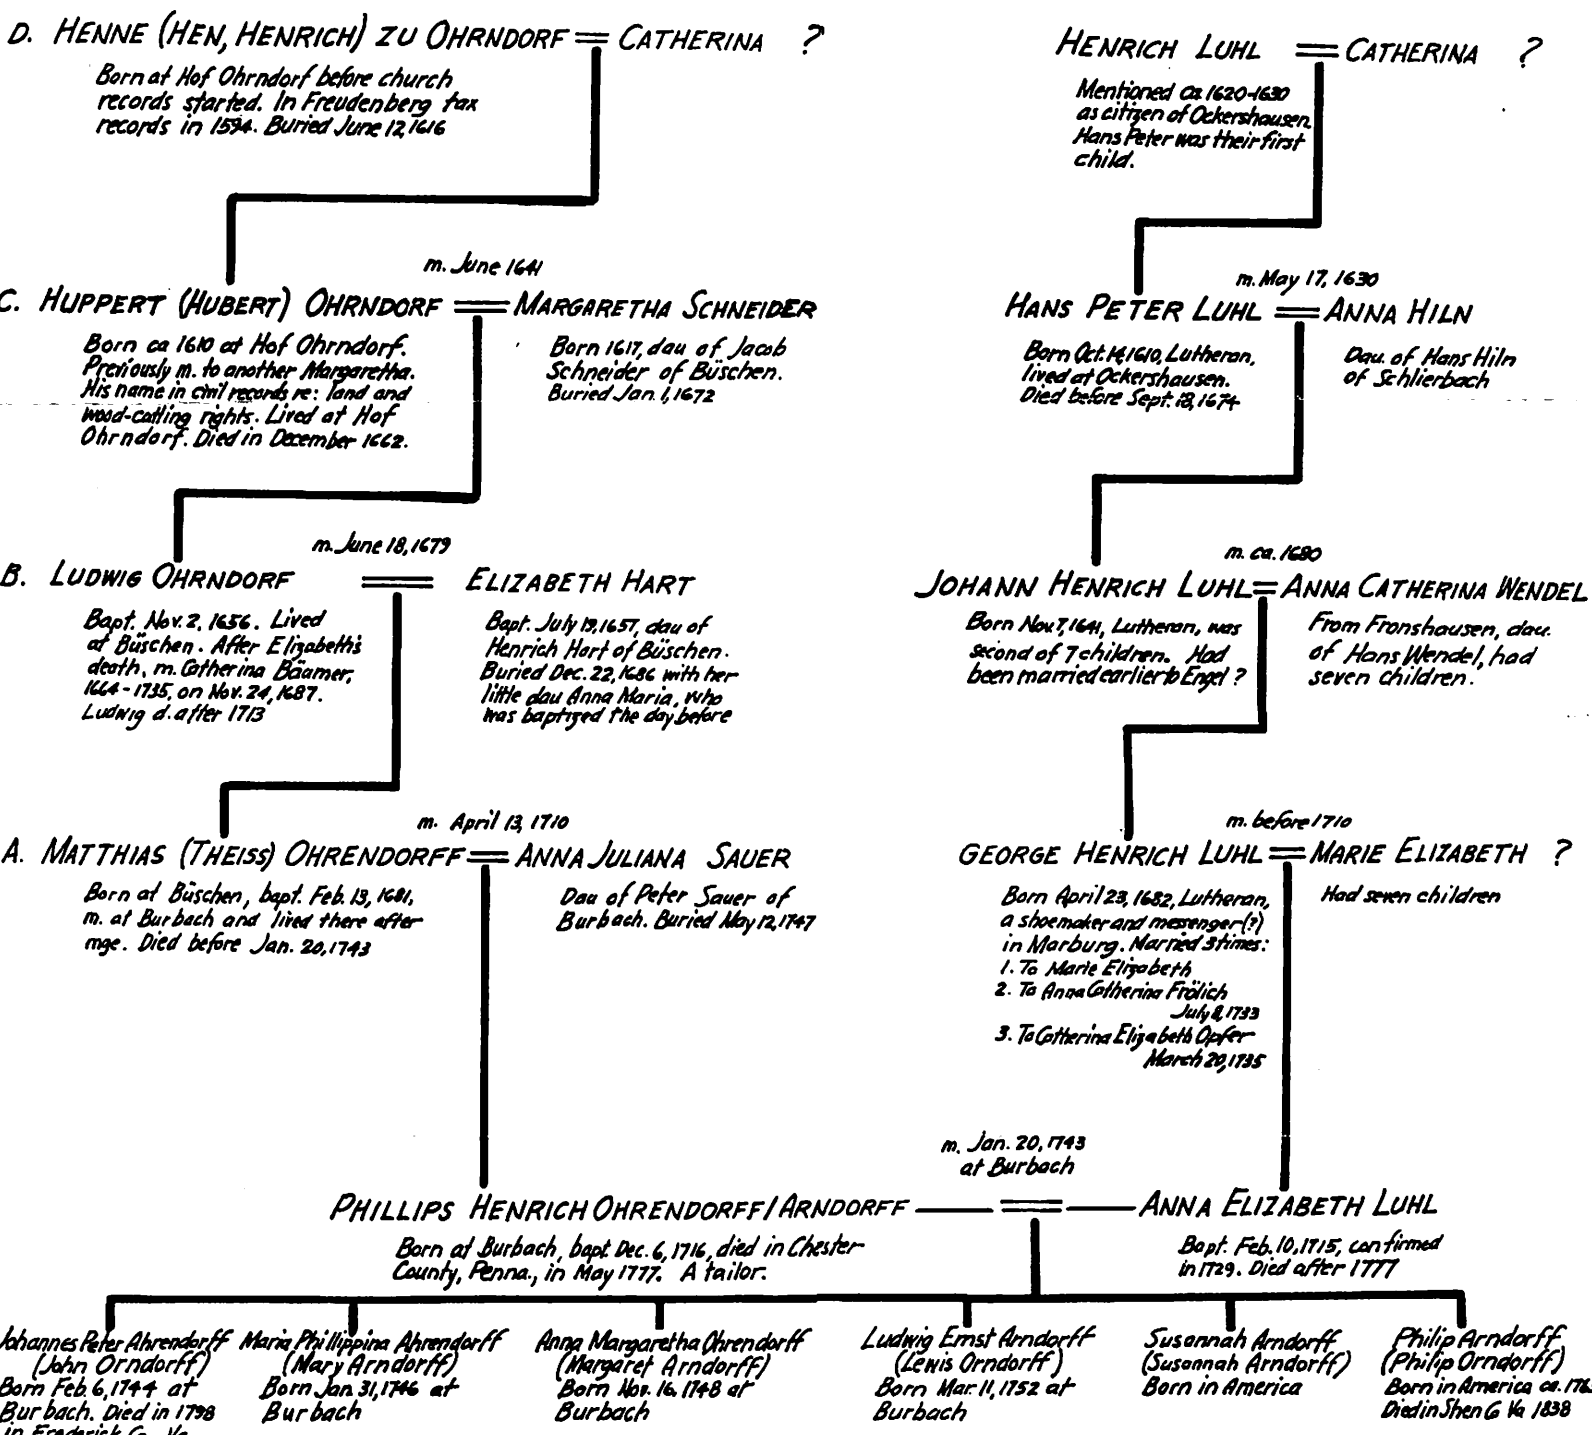 D. HENNE (HEN, HENRICH) ZU OHRNDORF = CATHERINA ?
Born at Hof Ohrndorf before church
records started. In Freudenberg tax
records in 1594. Buried June 12, 1616
HENRICH LUHL = CATHERINA ?
Mentioned ca 1620-1630
as citizen of Ockershausen
Hans Peter was their first
child.
m. June 1641
C. HUPPERT (HUBERT) OHRNDORF = MARGARETHA SCHNEIDER
Born ca 1610 at Hof Ohrndorf.
Previously m. to another Margaretha.
His name in civil records re: land and
wood-cutting rights. Lived at Hof
Ohrndorf. Died in December 1662.
Born 1617, dau of Jacob
Schneider of Büschen.
Buried Jan. 1, 1672
m. May 17, 1630
HANS PETER LUHL = ANNA HILN
Born Oct. 14, 1610, Lutheran,
lived at Ockershausen.
Died before Sept. 18, 1674
Dau. of Hans Hiln
of Schlierbach
m. June 18, 1679
B. LUDWIG OHRNDORF = ELIZABETH HART
Bapt. Nov. 2, 1656. Lived
at Büschen. After Elizabeth's
death, m. Catherina Bäamer,
1664-1735, on Nov. 24, 1687.
Ludwig d. after 1713
Bapt. July 19, 1657, dau of
Henrich Hart of Büschen.
Buried Dec. 22, 1686 with her
little dau Anna Maria, who
was baptized the day before
m. ca. 1680
JOHANN HENRICH LUHL = ANNA CATHERINA WENDEL
Born Nov. 7, 1641, Lutheran, was
second of 7 children. Had
been married earlier to Engel ?
From Fronshausen, dau.
of Hans Wendel, had
seven children.
m. April 13, 1710
A. MATTHIAS (THEISS) OHRENDORFF = ANNA JULIANA SAUER
Born at Büschen, bapt. Feb. 13, 1681,
m. at Burbach and lived there after
mge. Died before Jan. 20, 1743
Dau of Peter Sauer of
Burbach. Buried May 12, 1747
m. before 1710
GEORGE HENRICH LUHL = MARIE ELIZABETH ?
Born April 23, 1682, Lutheran,
a shoemaker and messenger (?)
in Marburg. Married 3 times:
1. To Marie Elizabeth
2. To Anna Catherina Frölich
July 8, 1733
3. To Catherina Elizabeth Opfer
March 20, 1735
Had seven children
m. Jan. 20, 1743
at Burbach
PHILLIPS HENRICH OHRENDORFF/ARNDORFF = ANNA ELIZABETH LUHL
Born at Burbach, bapt Dec. 6, 1716, died in Chester
County, Penna., in May 1777. A tailor.
Bapt. Feb. 10, 1715, confirmed
in 1729. Died after 1777
Johannes Peter Ahrendorff
(John Orndorff)
Born Feb. 6, 1744 at
Burbach. Died in 1798
in Frederick Co., Va.
Maria Phillippina Ahrendorff
(Mary Arndorff)
Born Jan. 31, 1746 at
Burbach
Anna Margaretha Ohrendorff
(Margaret Arndorff)
Born Nov. 16, 1748 at
Burbach
Ludwig Ernst Arndorff
(Lewis Orndorff)
Born Mar. 11, 1752 at
Burbach
Susannah Arndorff
(Susannah Arndorff)
Born in America
Philip Arndorff
(Philip Orndorff)
Born in America ca.
Died in Shen Co Va 1838